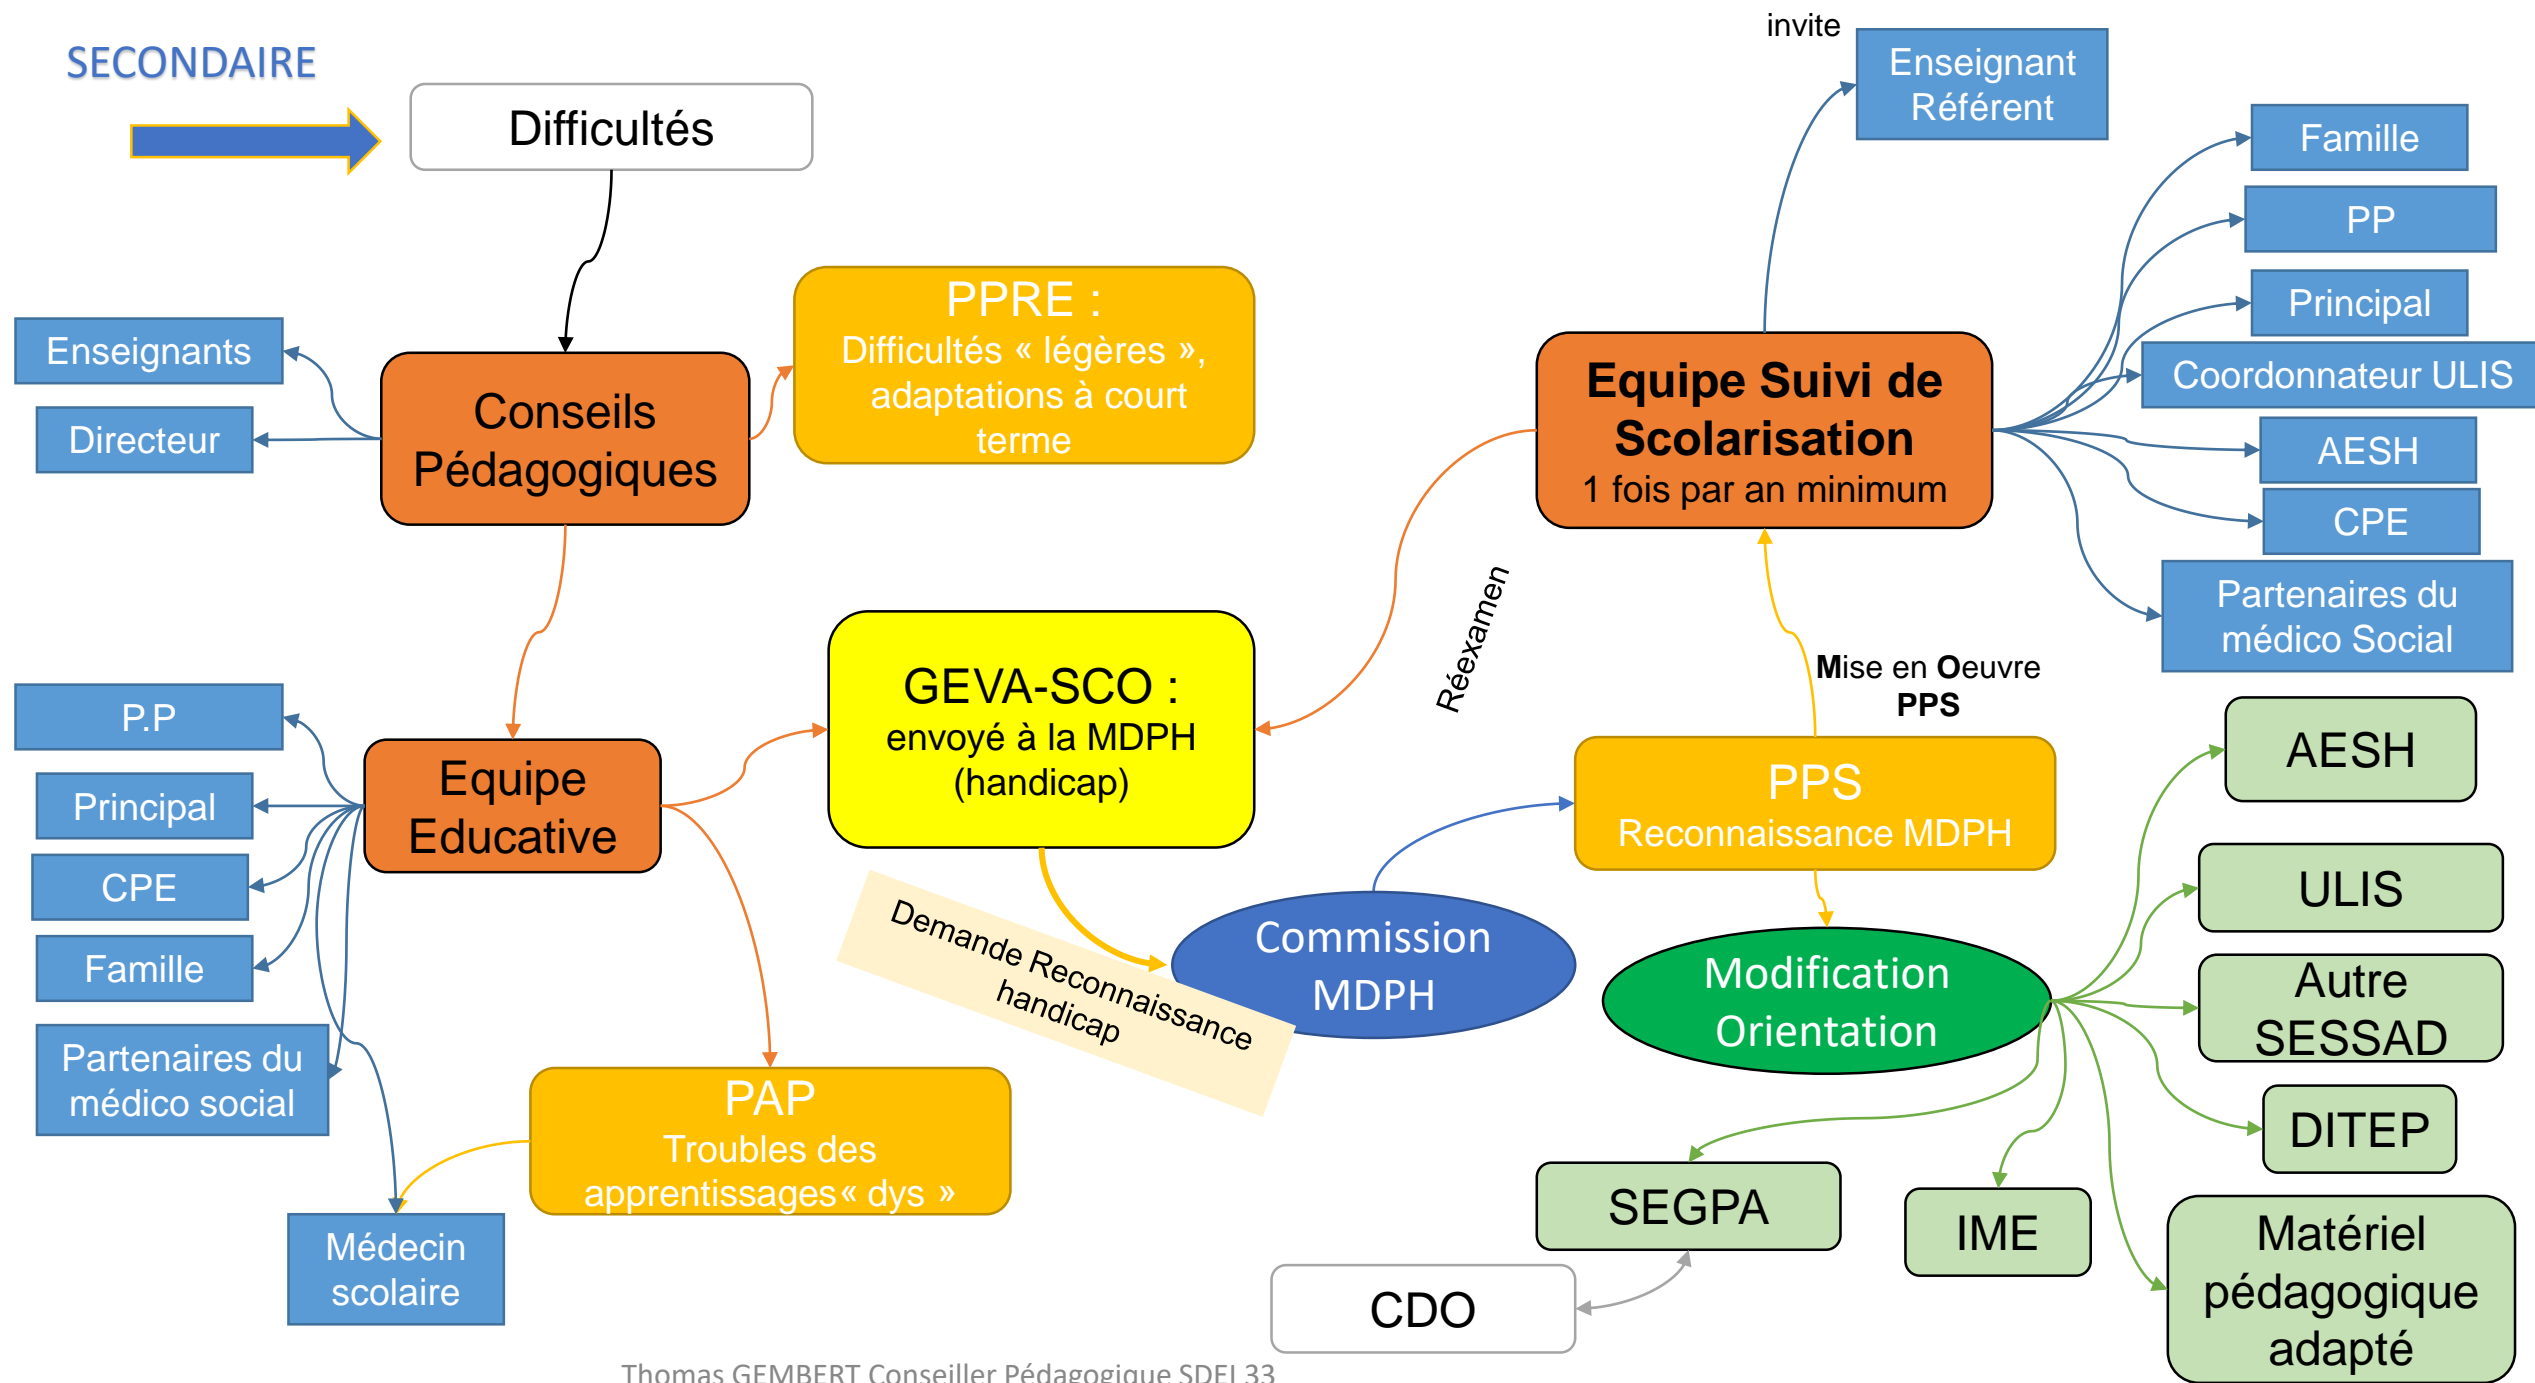 SECONDAIRE
Difficultés
Conseils
Pédagogiques
Enseignants
Directeur
PPRE :
Difficultés « légères »,
adaptations à court
terme
Equipe
Educative
P.P
Principal
CPE
Famille
Partenaires du
médico social
Médecin
scolaire
PAP
Troubles des
apprentissages« dys »
GEVA-SCO :
envoyé à la MDPH
(handicap)
Demande Reconnaissance
handicap
Commission
MDPH
PPS
Reconnaissance MDPH
Mise en Oeuvre
PPS
Réexamen
Equipe Suivi de
Scolarisation
1 fois par an minimum
invite
Enseignant
Référent
Famille
PP
Principal
Coordonnateur ULIS
AESH
CPE
Partenaires du
médico Social
Modification
Orientation
AESH
ULIS
Autre
SESSAD
DITEP
Matériel
pédagogique
adapté
IME
SEGPA
CDO
Thomas GEMBERT Conseiller Pédagogique SDEI 33